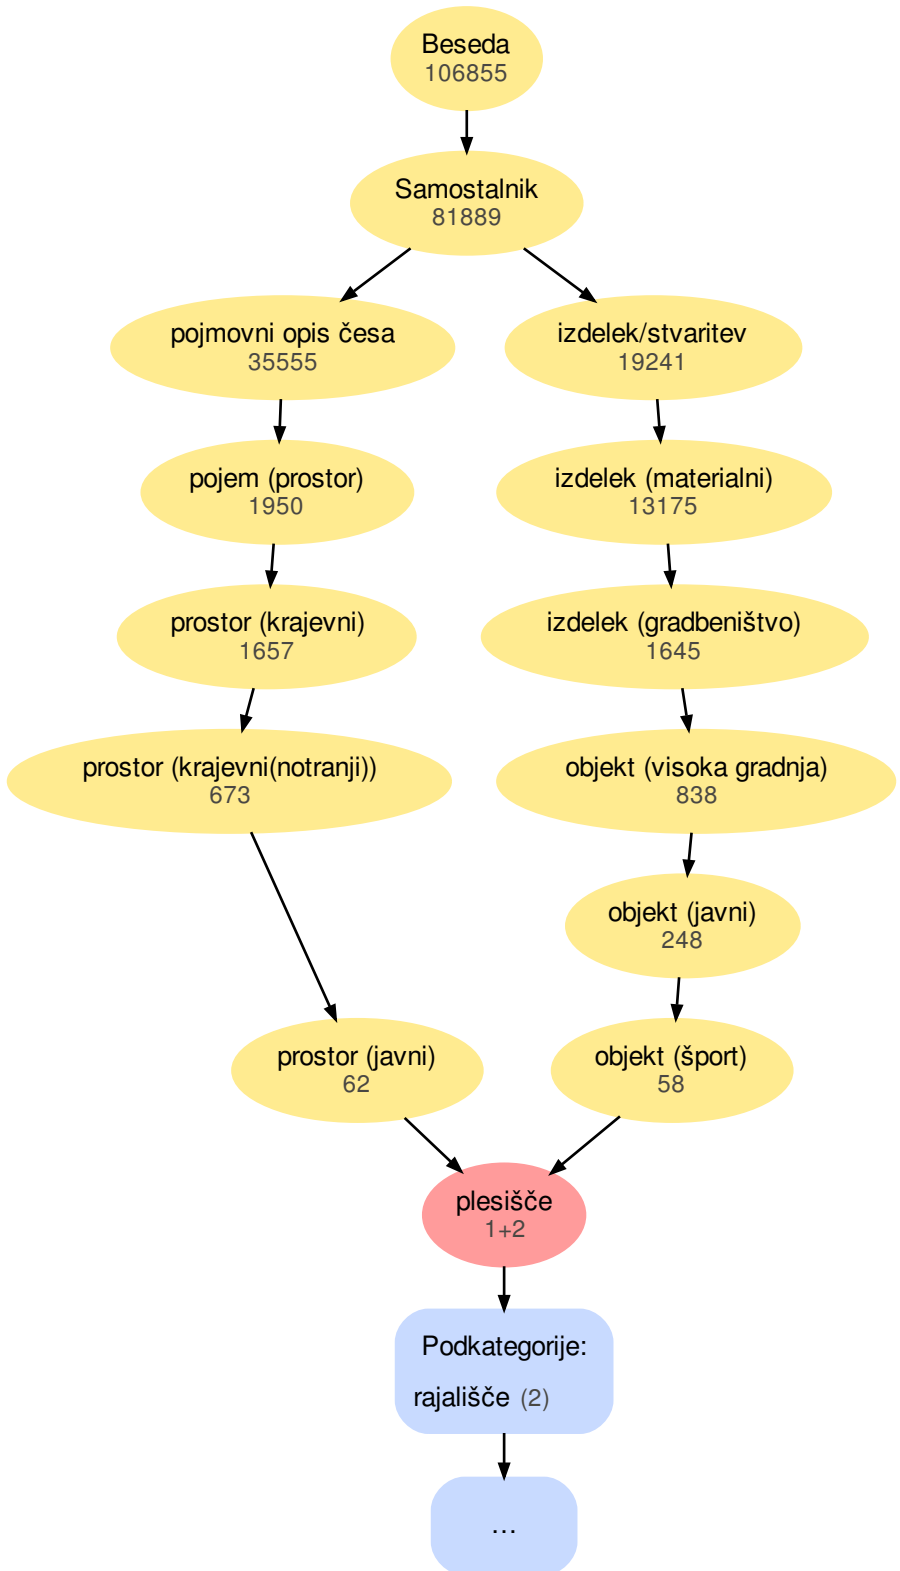 Beseda
106855
Samostalnik
81889
pojmovni opis česa
35555
izdelek/stvaritev
19241
pojem (prostor)
1950
izdelek (materialni)
13175
prostor (krajevni)
1657
izdelek (gradbeništvo)
1645
prostor (krajevni(notranji))
673
objekt (visoka gradnja)
838
objekt (javni)
248
prostor (javni)
62
objekt (šport)
58
plesišče
1+2
Podkategorije:
rajališče (2)
...